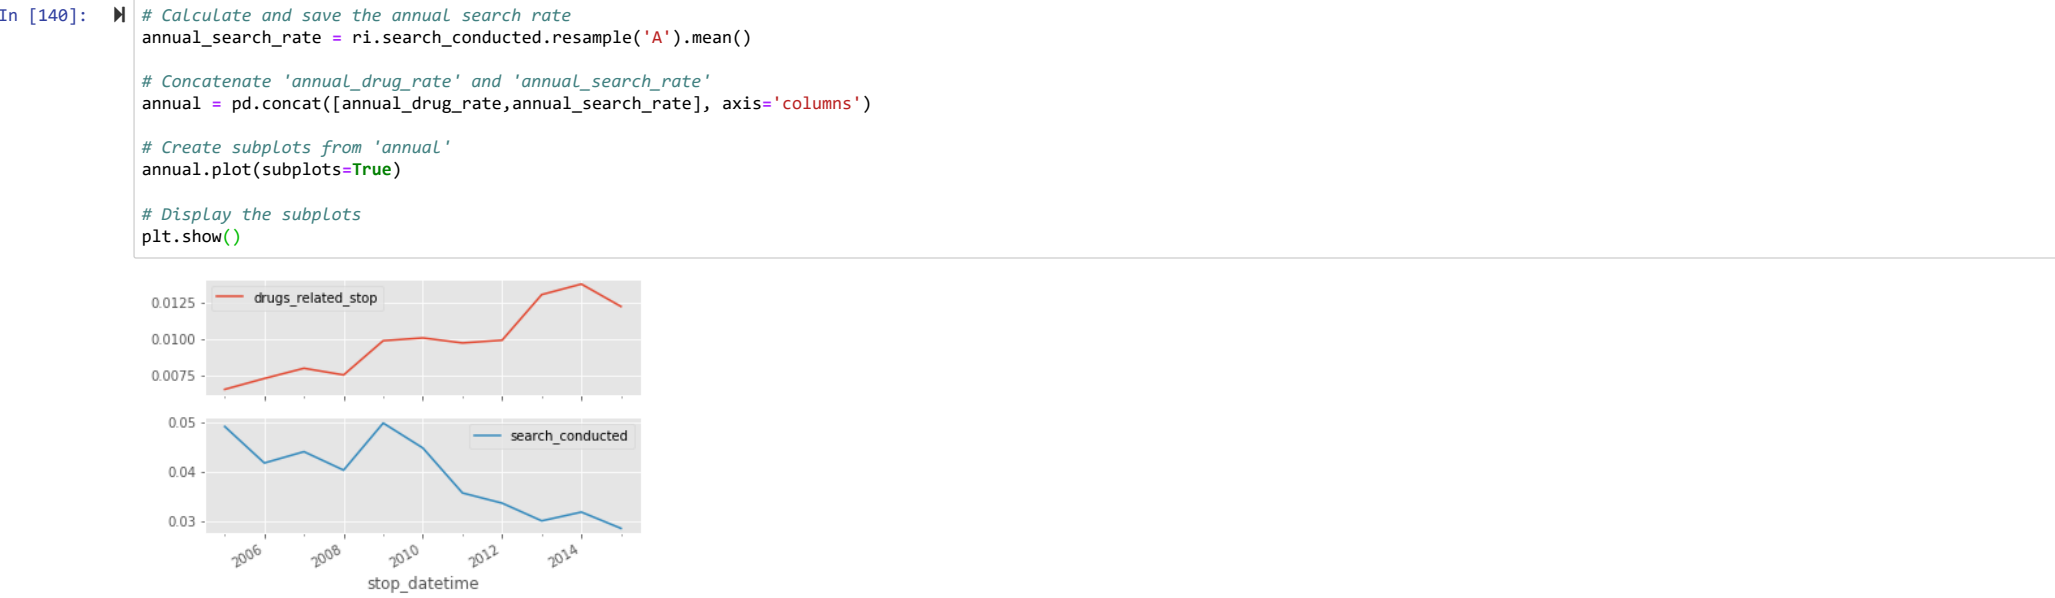 In [140]:
# Calculate and save the annual search rate
annual_search_rate = ri.search_conducted.resample('A').mean()
# Concatenate 'annual_drug_rate' and 'annual_search_rate'
annual = pd.concat([annual_drug_rate,annual_search_rate], axis='columns')
# Create subplots from 'annual'
annual.plot(subplots=True)
# Display the subplots
plt.show()
drugs_related_stop
0.0125
0.0100
0.0075
search_conducted
0.05
0.04
0.03
2006 2008 2010 2012 2014
stop_datetime